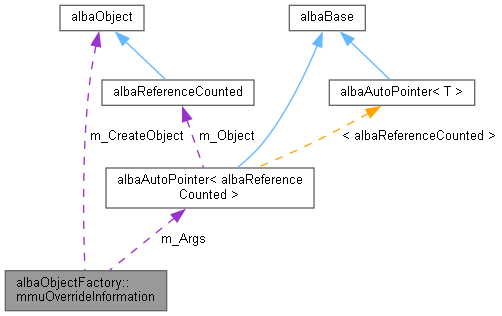 albaObject
albaBase
albaReferenceCounted
albaAutoPointer< T >
m_CreateObject
m_Object
< albaReferenceCounted >
albaAutoPointer< albaReference
Counted >
m_Args
albaObjectFactory::
mmuOverrideInformation